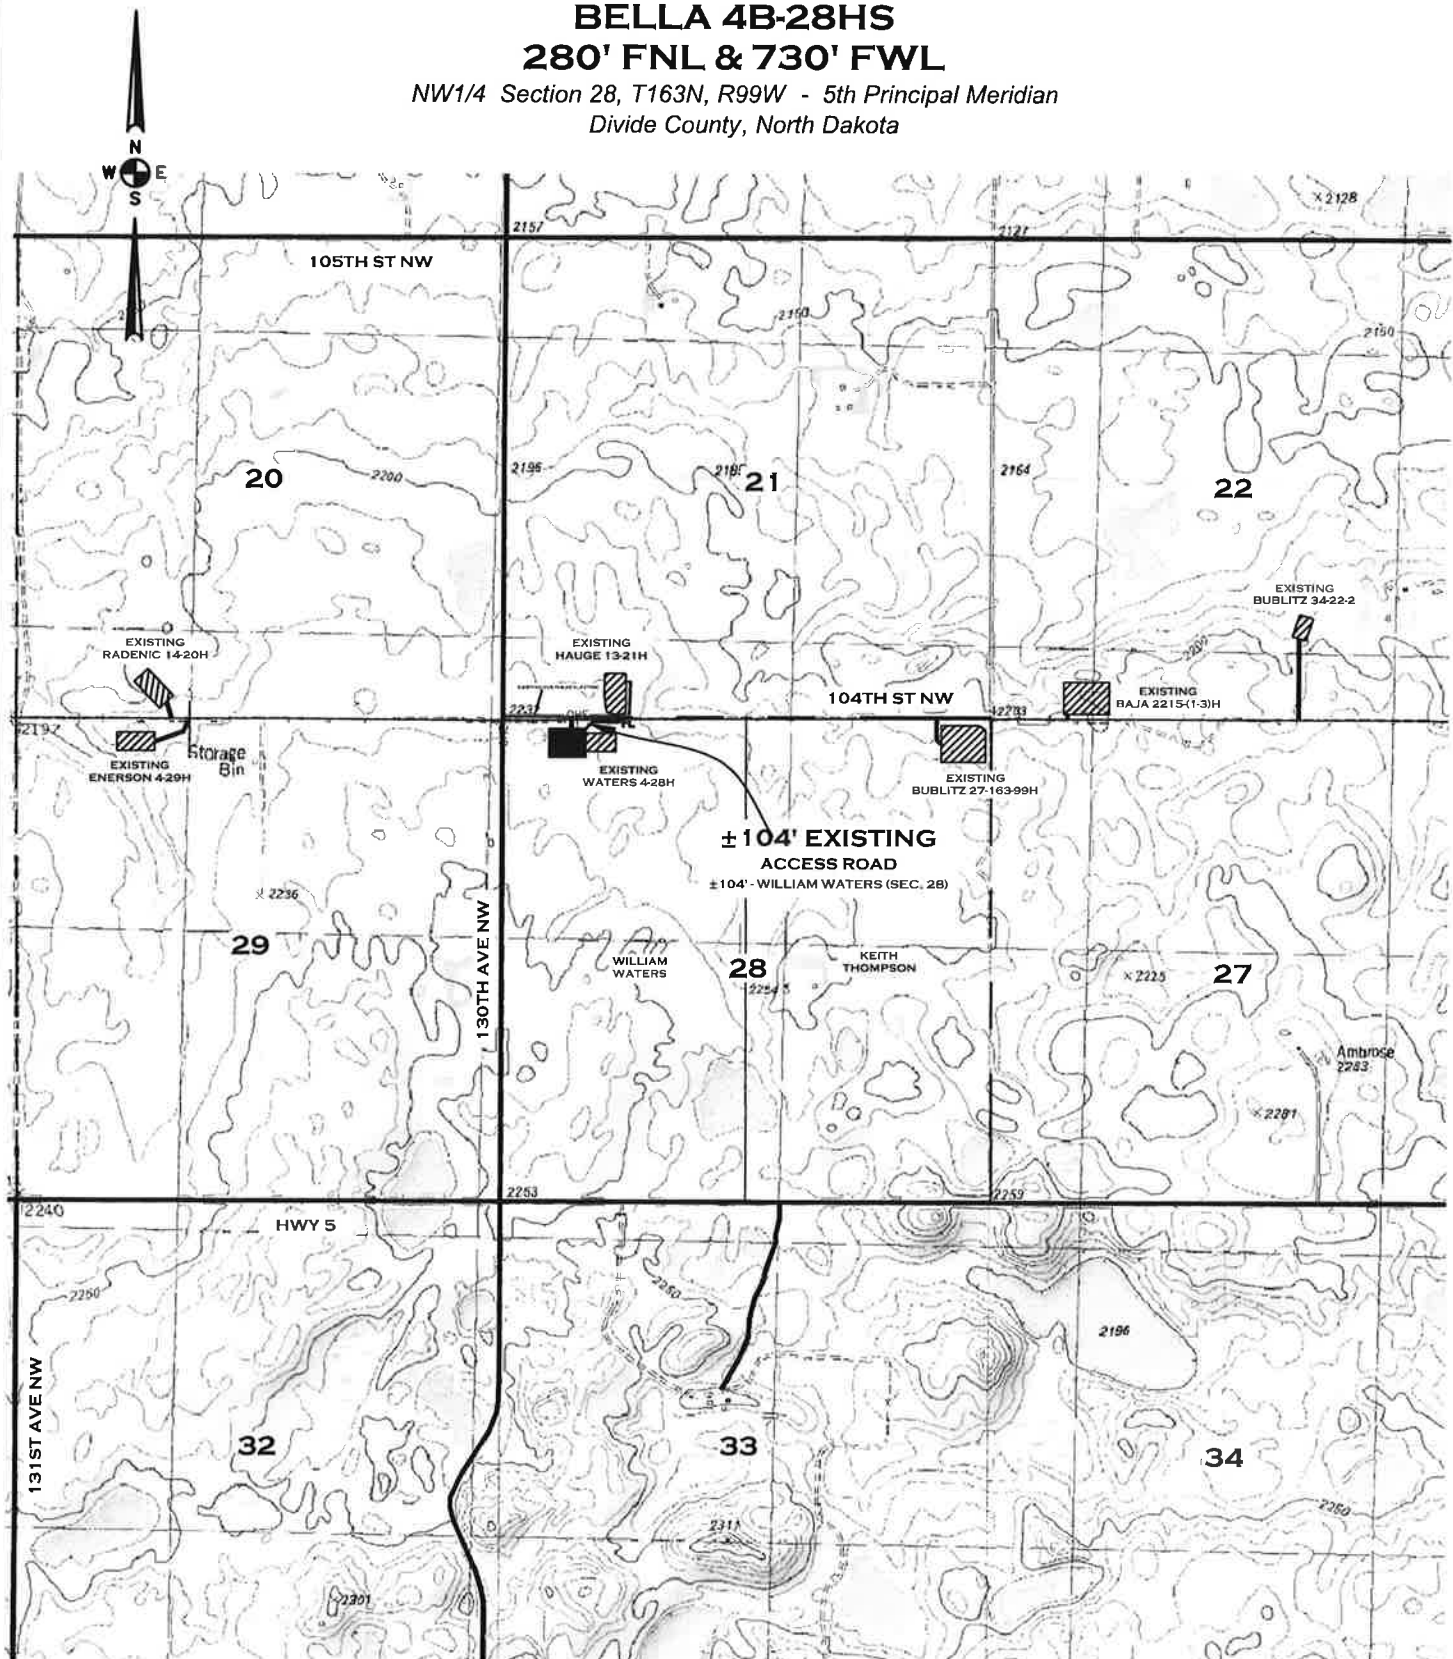 BELLA 4B-28HS
280' FNL & 730' FWL
NW1/4 Section 28, T163N, R99W - 5th Principal Meridian
Divide County, North Dakota
N
W E
S
2128
2157
2127
105TH ST NW
2150
2150
20
2200
2195
21
2164
22
EXISTING
BUBLITZ 34-22-2
EXISTING
RADENIC 14-20H
EXISTING
HAUGE 13-21H
2200
104TH ST NW
EXISTING
BAJA 2215-(1-3)H
2197
Storage
Bin
EXISTING
ENERSON 4-29H
EXISTING
WATERS 4-28H
EXISTING
BUBLITZ 27-163-99H
±104' EXISTING
ACCESS ROAD
±104' - WILLIAM WATERS (SEC. 28)
2236
130TH AVE NW
29
WILLIAM
WATERS
28
KEITH
THOMPSON
2225
27
Ambrose
2283
2281
2240
2253
2259
HWY 5
2250
2250
2196
131ST AVE NW
32
33
34
2250
2311
2301